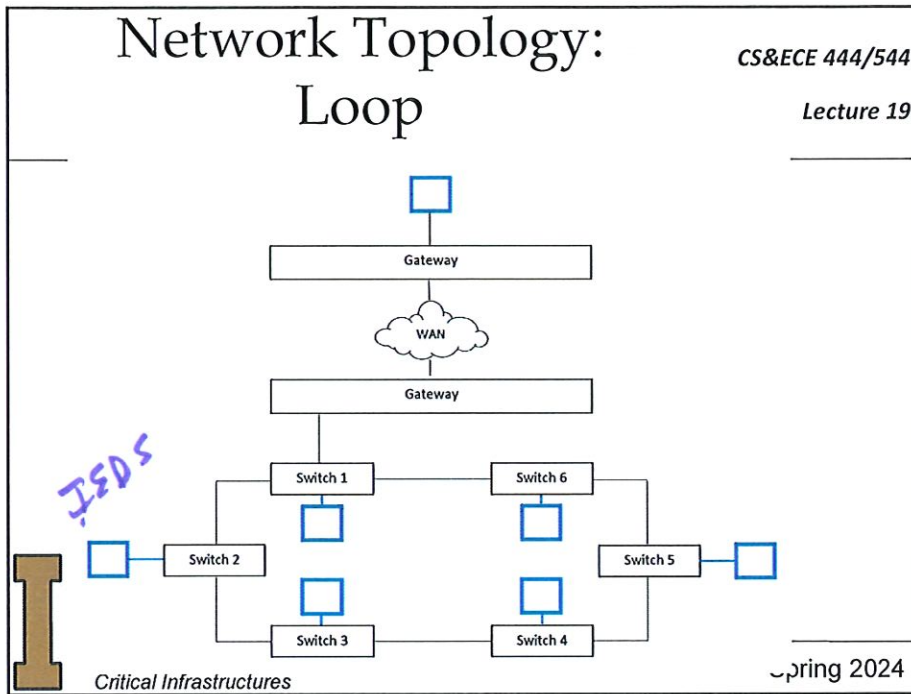 Network Topology:
Loop
CS&ECE 444/544
Lecture 19
Gateway
WAN
Gateway
IEDS
Switch 1
Switch 6
Switch 2
Switch 5
Switch 3
Switch 4
Critical Infrastructures
Spring 2024